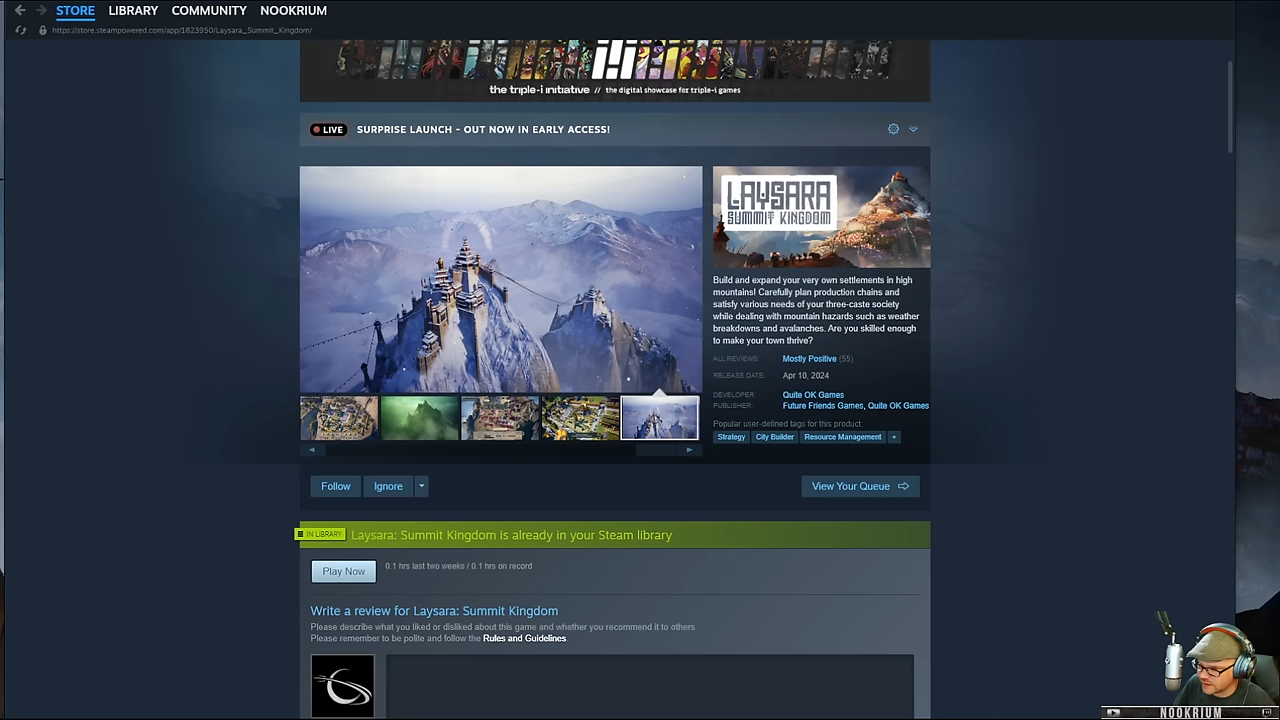 STORE LIBRARY COMMUNITY NOOKRIUM
https://store.steampowered.com/app/1823950/Laysara_Summit_Kingdom/
the triple-i initiative // the digital showcase for triple-i games
LIVE SURPRISE LAUNCH - OUT NOW IN EARLY ACCESS!
LAYSARA
SUMMIT KINGDOM
Build and expand your very own settlements in high
mountains! Carefully plan production chains and
satisfy various needs of your three-caste society
while dealing with mountain hazards such as weather
breakdowns and avalanches. Are you skilled enough
to make your town thrive?
ALL REVIEWS: Mostly Positive (55)
RELEASE DATE: Apr 10, 2024
DEVELOPER: Quite OK Games
PUBLISHER: Future Friends Games, Quite OK Games
Popular user-defined tags for this product:
Strategy City Builder Resource Management +
Follow Ignore View Your Queue
IN LIBRARY Laysara: Summit Kingdom is already in your Steam library
Play Now 0.1 hrs last two weeks / 0.1 hrs on record
Write a review for Laysara: Summit Kingdom
Please describe what you liked or disliked about this game and whether you recommend it to others.
Please remember to be polite and follow the Rules and Guidelines.
NOOKRIUM